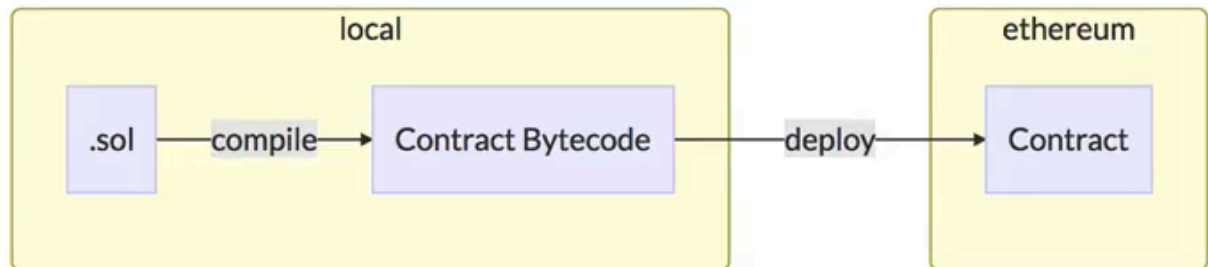 local
ethereum
.sol
compile
Contract Bytecode
deploy
Contract